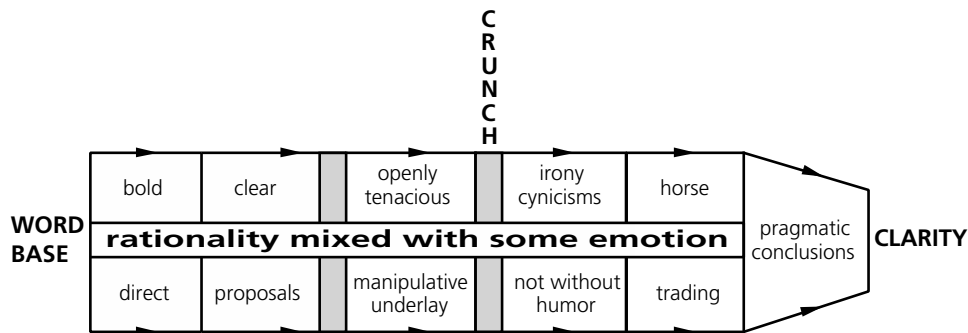 CRUNCH
bold
clear
openly
tenacious
irony
cynicisms
horse
WORD
BASE
rationality mixed with some emotion
pragmatic
conclusions
CLARITY
direct
proposals
manipulative
underlay
not without
humor
trading